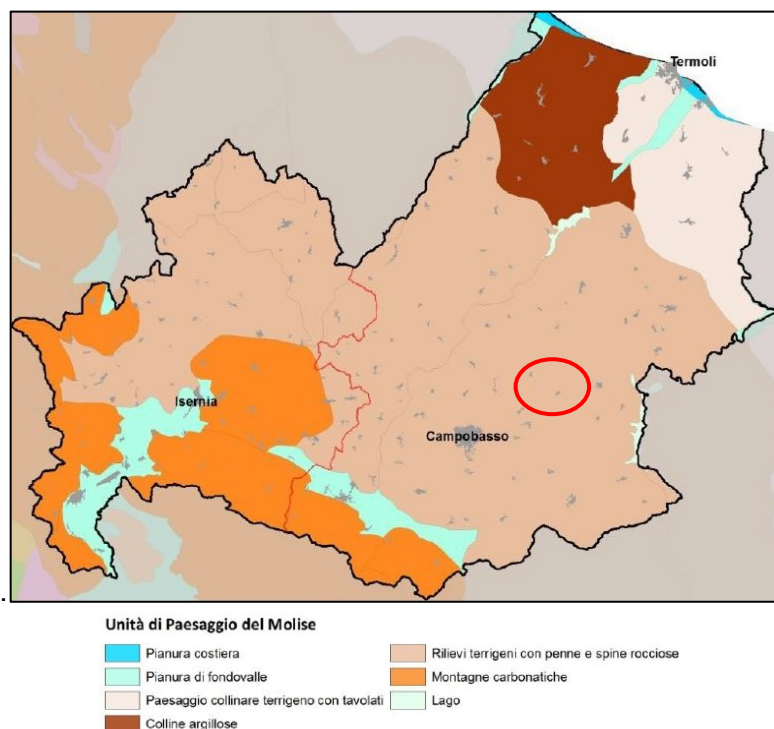 Termoli
Isernia
Campobasso
.
Unità di Paesaggio del Molise
Pianura costiera
Pianura di fondovalle
Paesaggio collinare terrigeno con tavolati
Colline argillose
Rilievi terrigeni con penne e spine rocciose
Montagne carbonatiche
Lago